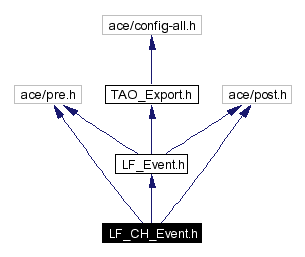 ace/config-all.h
ace/pre.h
TAO_Export.h
ace/post.h
LF_Event.h
LF_CH_Event.h